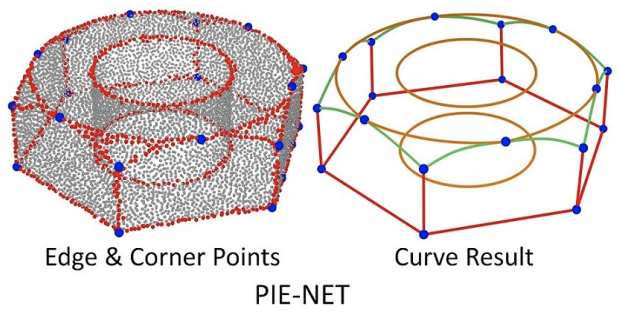 Edge & Corner Points
Curve Result
PIE-NET